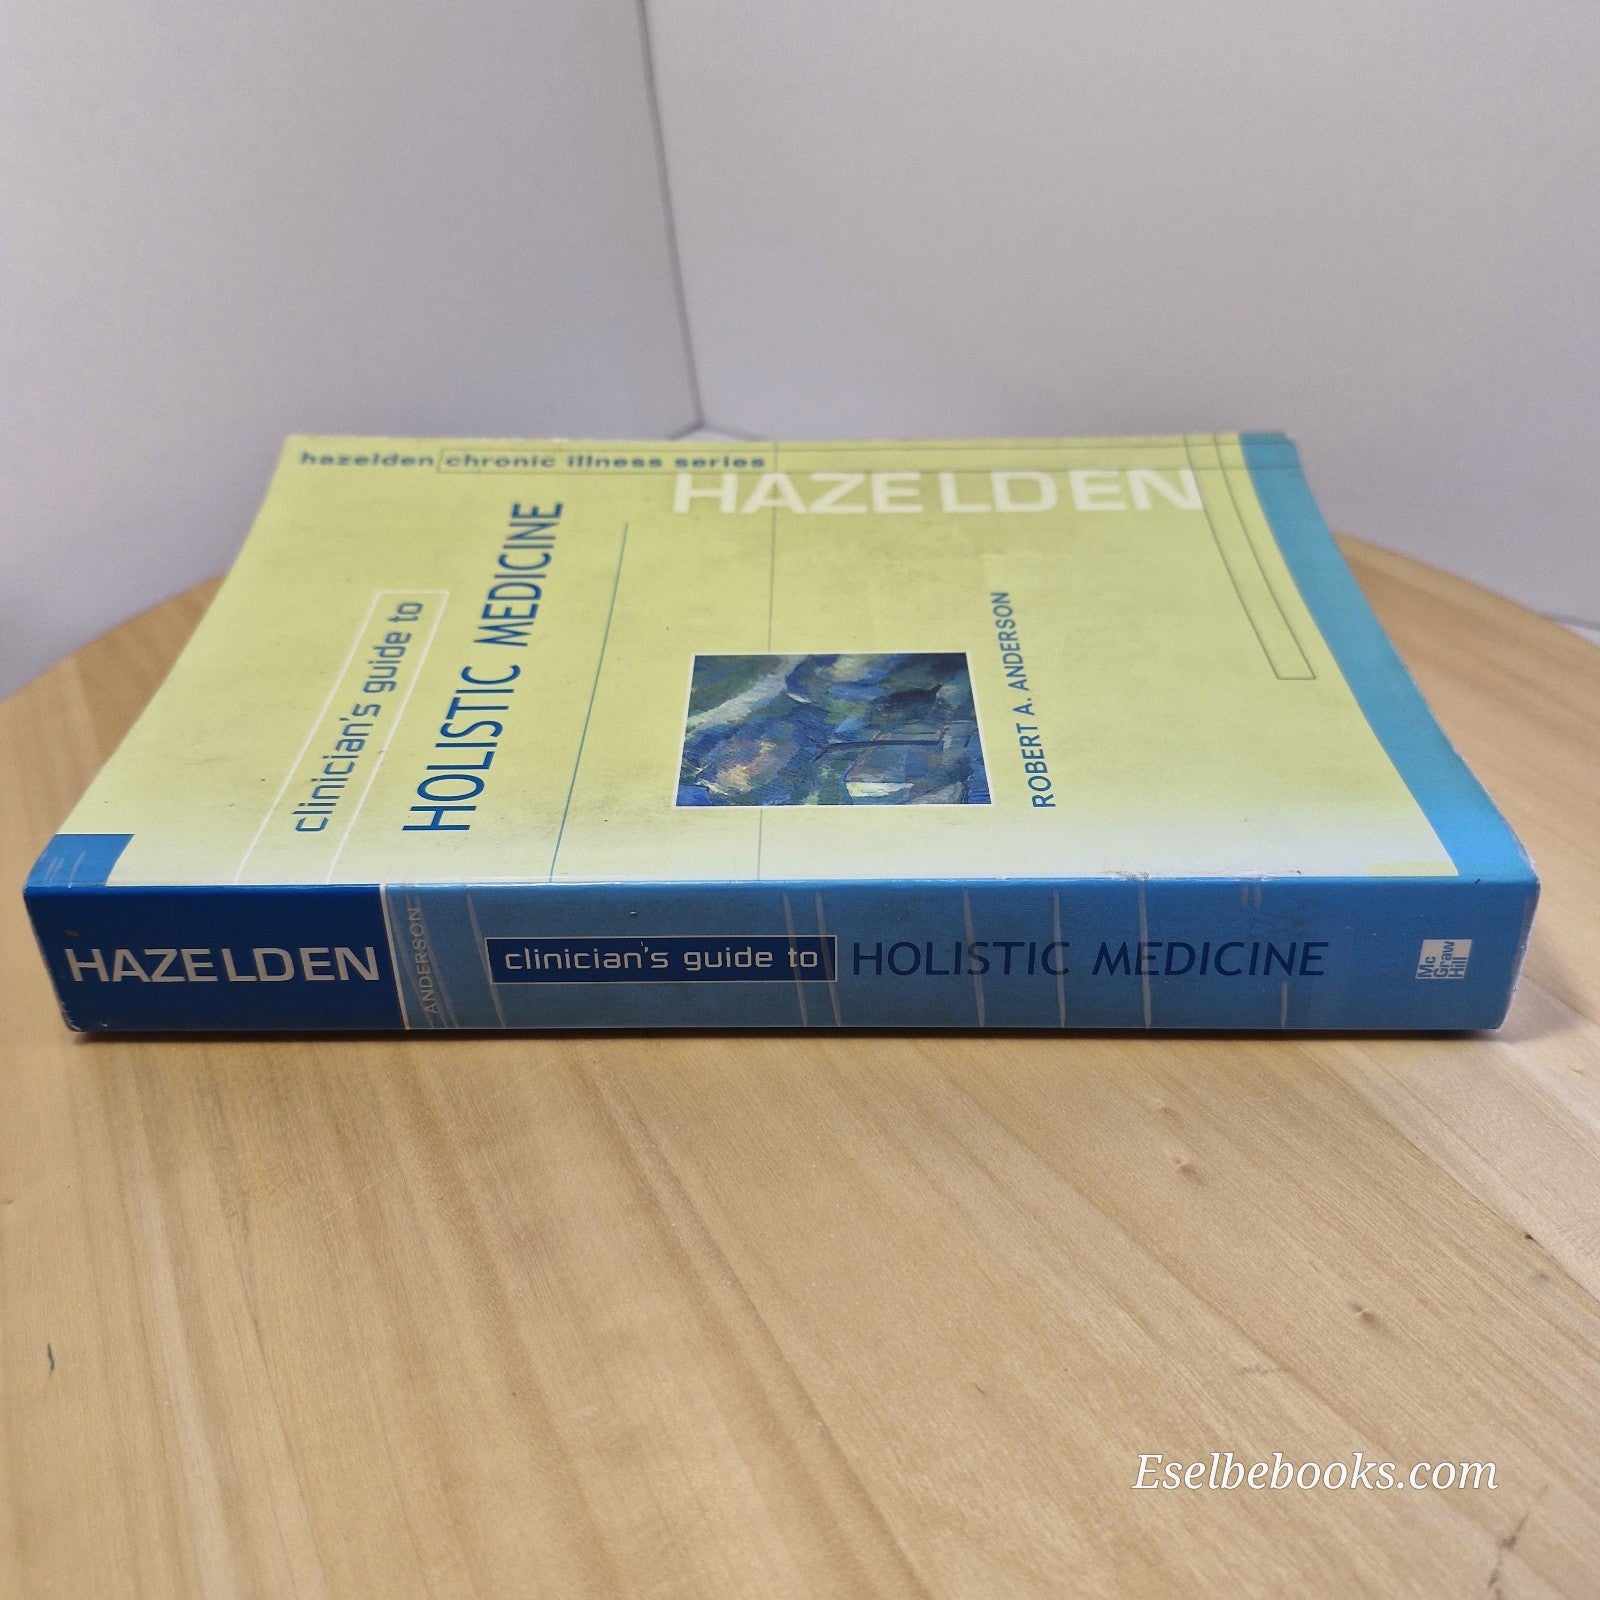 hazelden chronic illness series
HAZELDEN
clinician's guide to
HOLISTIC MEDICINE
ROBERT A. ANDERSON
HAZELDEN
ANDERSON
clinician's guide to
HOLISTIC MEDICINE
Mc
Graw
Hill
Eselbebooks.com